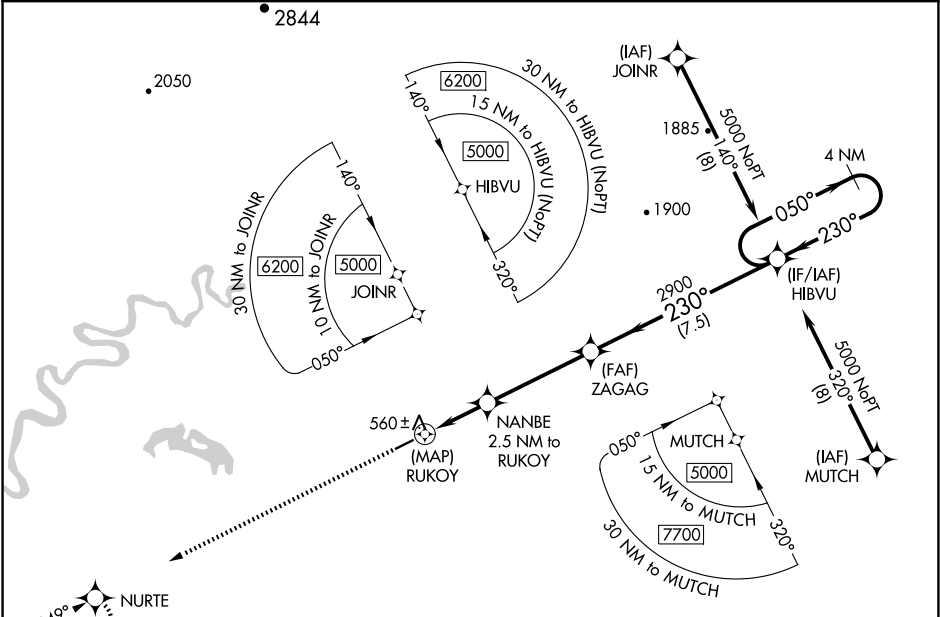 2844
2050
(IAF)
JOINR
5000 NoPT
140°
(8)
1885
4 NM
1900
050°
230°
(IF/IAF)
HIBVU
30 NM to HIBVU (NoPT)
6200
140°
15 NM to HIBVU (NoPT)
5000
HIBVU
320°
30 NM to JOINR
6200
140°
10 NM to JOINR
5000
JOINR
050°
2900
230°
(7.5)
(FAF)
ZAGAG
5000 NoPT
320°
(8)
(IAF)
MUTCH
NANBE
2.5 NM to
RUKOY
560 ±
(MAP)
RUKOY
050°
MUTCH
5000
15 NM to MUTCH
7700
30 NM to MUTCH
320°
NURTE